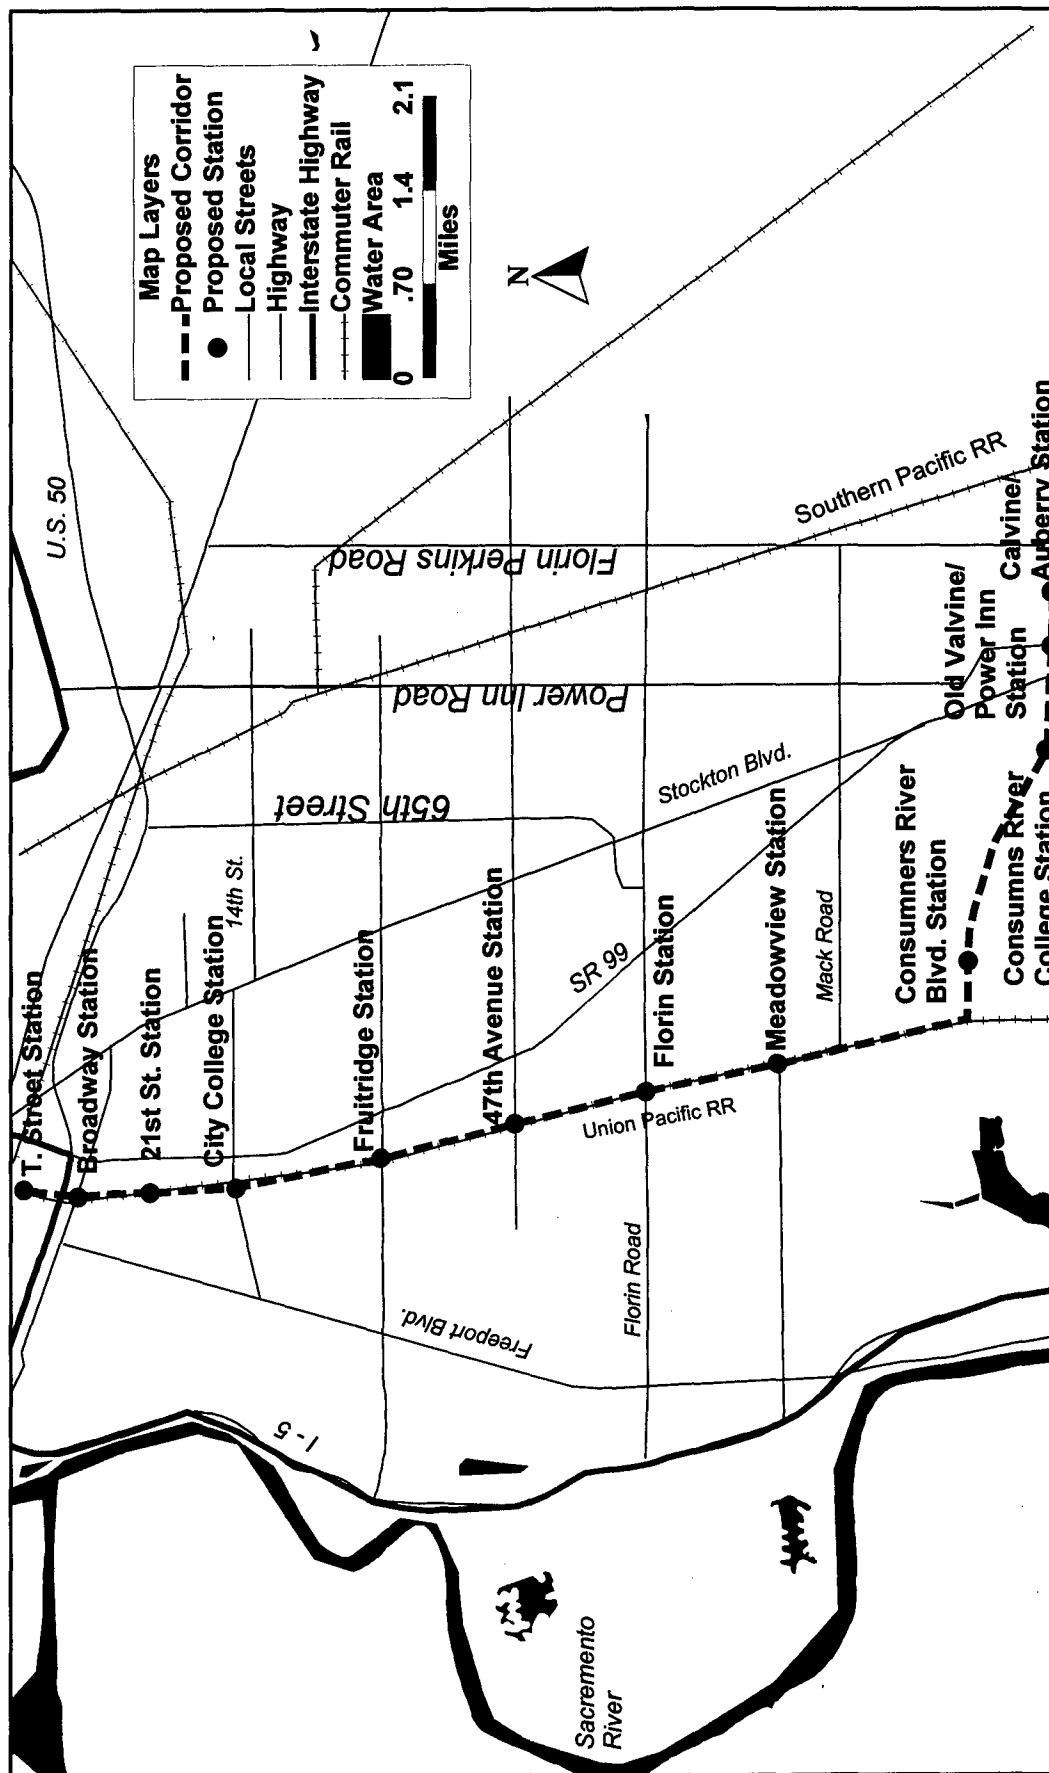 Map Layers
Proposed Corridor
Proposed Station
Local Streets
Highway
Interstate Highway
Commuter Rail
Water Area
0 .70 1.4 2.1
Miles
N
U.S. 50
T. Street Station
Broadway Station
21st St. Station
City College Station
14th St.
Fruitridge Station
47th Avenue Station
SR 99
Florin Station
Meadowview Station
Mack Road
Consumners River
Blvd. Station
Consumns River
College Station
Old Valvine/
Power Inn
Station
Calvine/
Auberry Station
Southern Pacific RR
Florin Perkins Road
Power Inn Road
65th Street
Stockton Blvd.
Union Pacific RR
Florin Road
Freeport Blvd.
I - 5
Sacremento
River